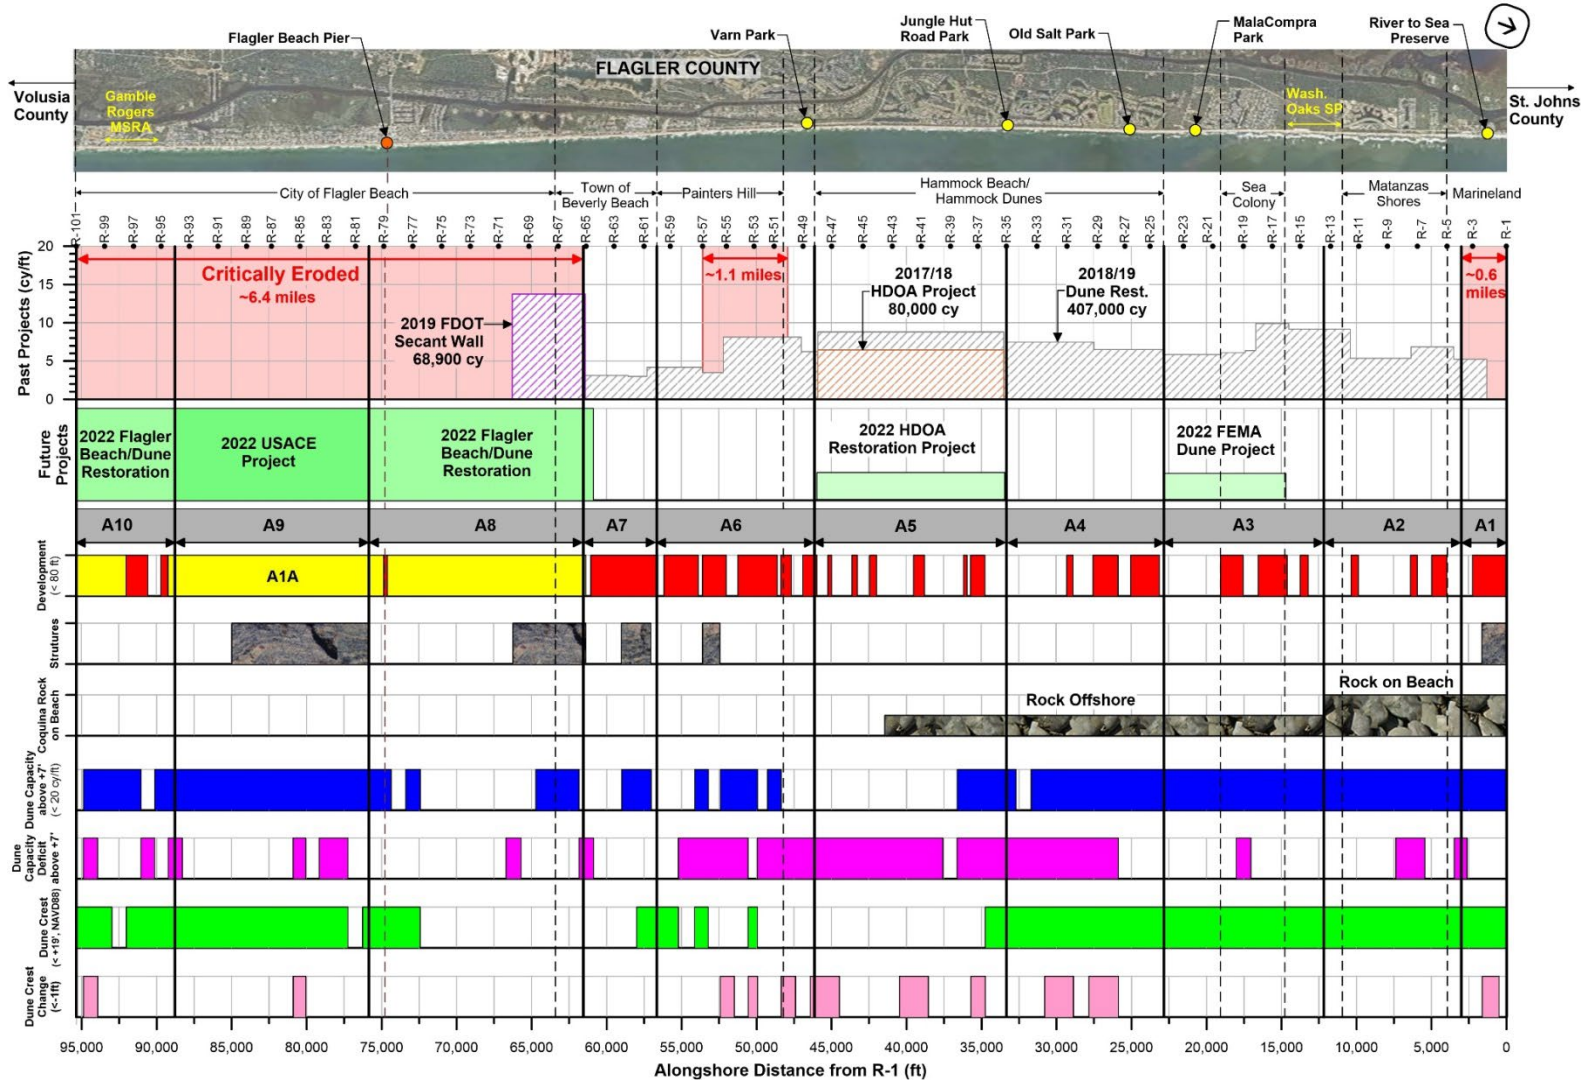 Flagler Beach Pier
Varn Park
Jungle Hut
Road Park
Old Salt Park
MalaCompra
Park
River to Sea
Preserve
FLAGLER COUNTY
Volusia
County
Gamble
Rogers
MSRA
Wash.
Oaks SP
St. Johns
County
City of Flagler Beach
Town of
Beverly Beach
Painters Hill
Hammock Beach/
Hammock Dunes
Sea
Colony
Matanzas
Shores
Marineland
R-101 R-99 R-97 R-95 R-93 R-91 R-89 R-87 R-85 R-83 R-81 R-79 R-77 R-75 R-73 R-71 R-69 R-67 R-65 R-63 R-61 R-59 R-57 R-55 R-53 R-51 R-49 R-47 R-45 R-43 R-41 R-39 R-37 R-35 R-33 R-31 R-29 R-27 R-25 R-23 R-21 R-19 R-17 R-15 R-13 R-11 R-9 R-7 R-5 R-3 R-1
Past Projects (cy/ft)
20
15
10
5
0
Critically Eroded
~6.4 miles
2019 FDOT
Secant Wall
68,900 cy
~1.1 miles
2017/18
HDOA Project
80,000 cy
2018/19
Dune Rest.
407,000 cy
~0.6
miles
Future
Projects
2022 Flagler
Beach/Dune
Restoration
2022 USACE
Project
2022 Flagler
Beach/Dune
Restoration
2022 HDOA
Restoration Project
2022 FEMA
Dune Project
A10 A9 A8 A7 A6 A5 A4 A3 A2 A1
Development
(< 80 ft)
A1A
Strutures
Coquina Rock
on Beach
Rock Offshore
Rock on Beach
Dune Capacity
above +7'
(< 20 cy/ft)
Dune
Capacity
Deficit
above +7'
Dune Crest
(< +19', NAVD88)
Dune Crest
Change
(<-1ft)
95,000 90,000 85,000 80,000 75,000 70,000 65,000 60,000 55,000 50,000 45,000 40,000 35,000 30,000 25,000 20,000 15,000 10,000 5,000 0
Alongshore Distance from R-1 (ft)